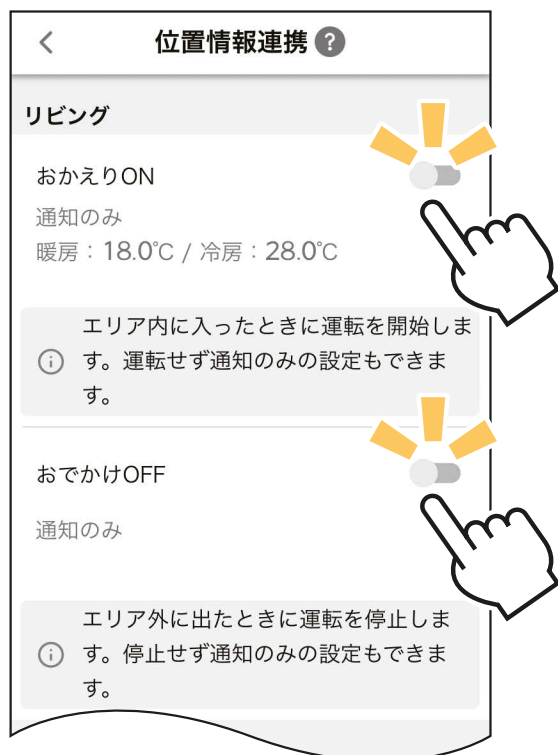 位置情報連携 ?
リビング
おかえりON
通知のみ
暖房:18.0℃ / 冷房:28.0℃
エリア内に入ったときに運転を開始しま
す。運転せず通知のみの設定もできま
す。
おでかけOFF
通知のみ
エリア外に出たときに運転を停止しま
す。停止せず通知のみの設定もできま
す。